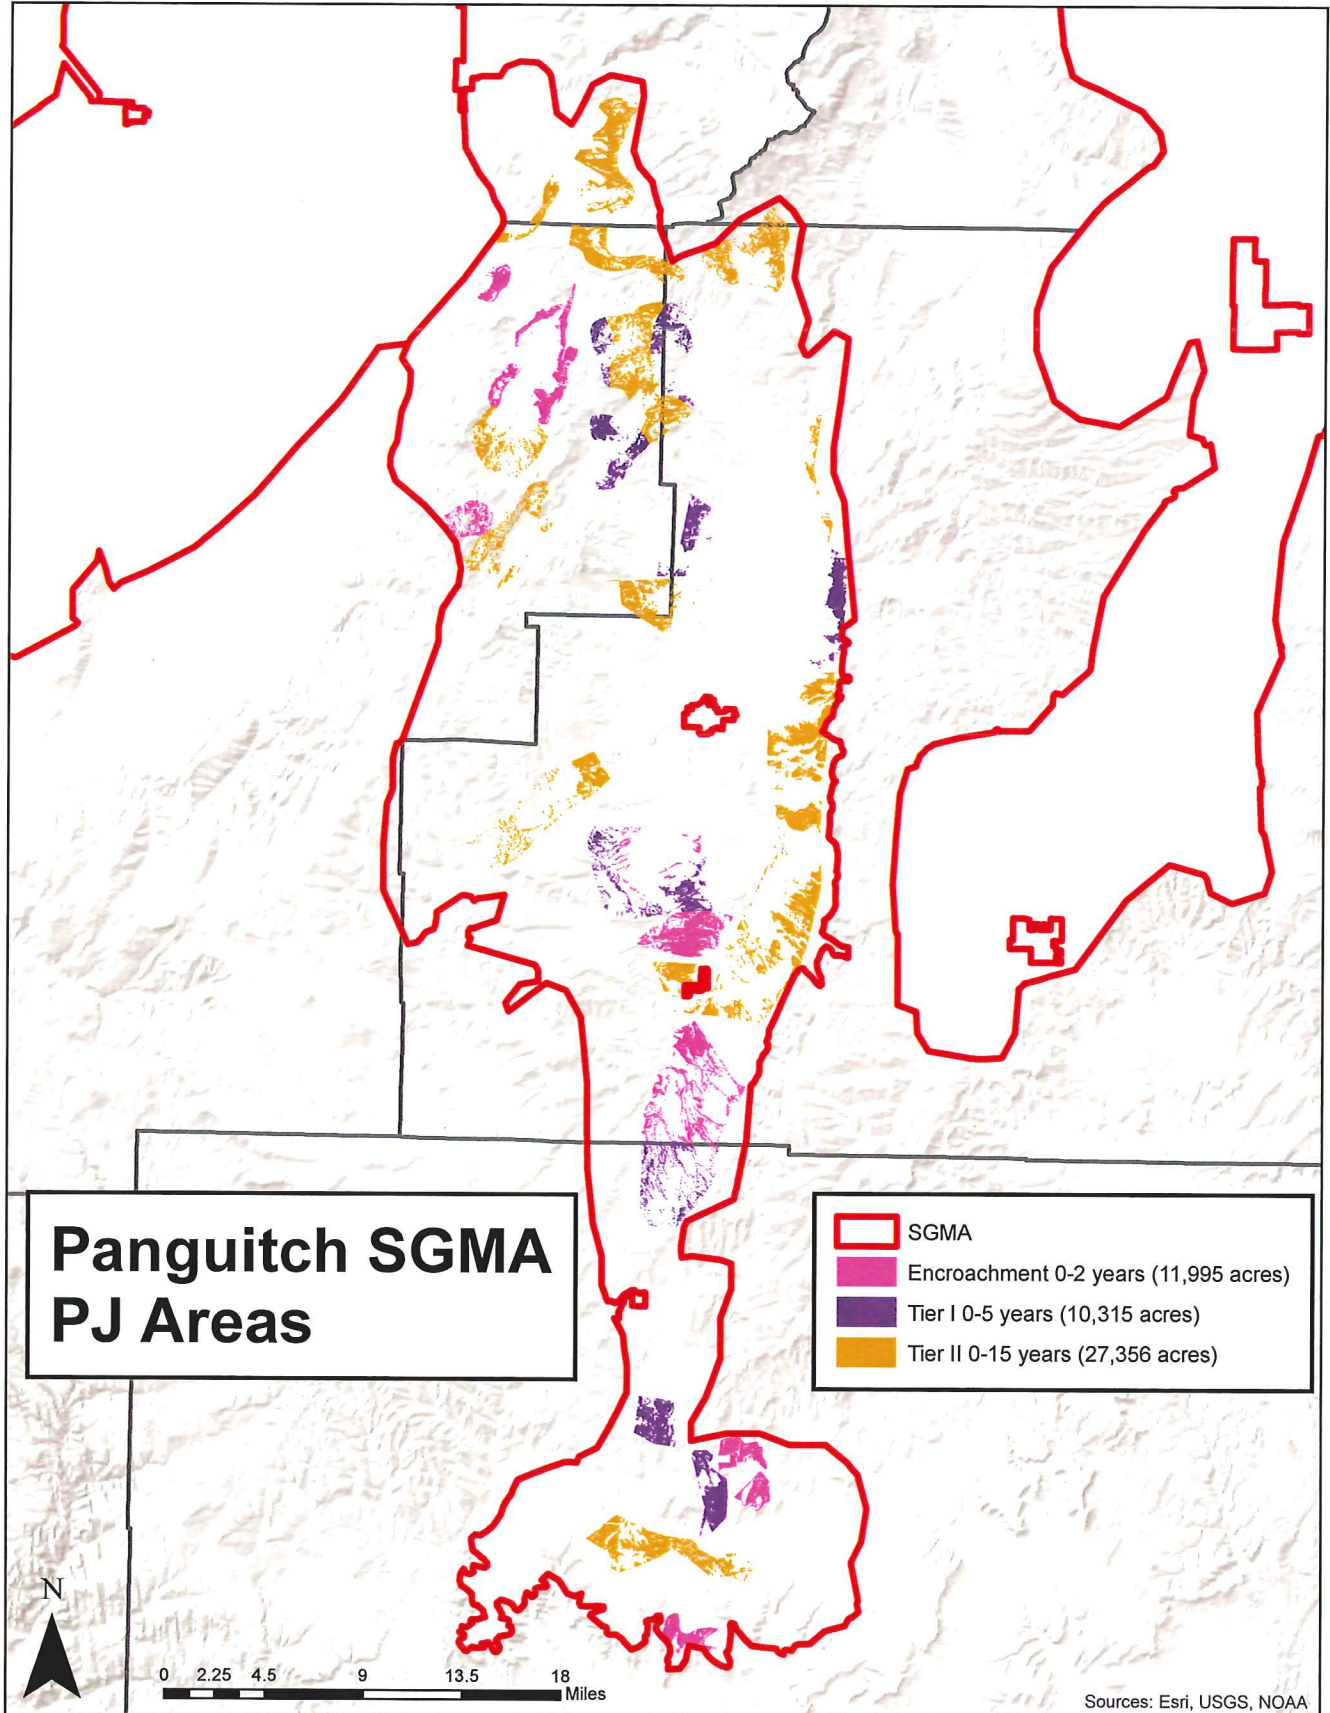 Panguitch SGMA
PJ Areas
SGMA
Encroachment 0-2 years (11,995 acres)
Tier I 0-5 years (10,315 acres)
Tier II 0-15 years (27,356 acres)
N
0 2.25 4.5 9 13.5 18
Miles
Sources: Esri, USGS, NOAA